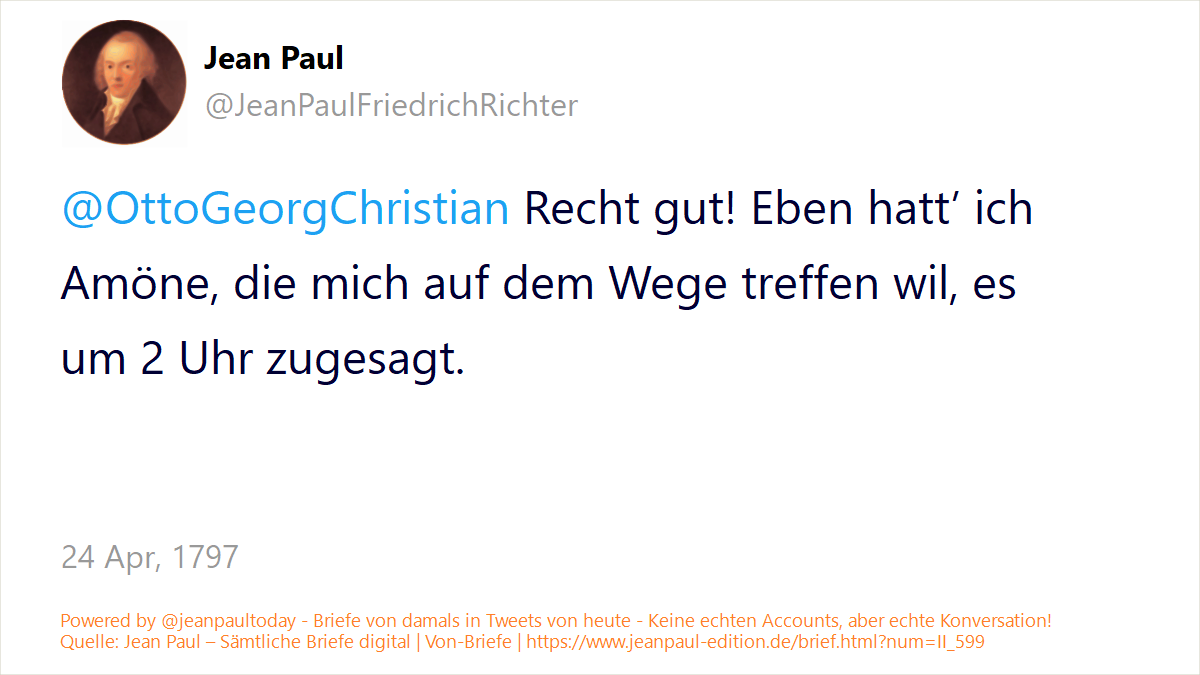 Jean Paul
@JeanPaulFriedrichRichter
@OttoGeorgChristian Recht gut! Eben hatt’ ich
Amöne, die mich auf dem Wege treffen wil, es
um 2 Uhr zugesagt.
24 Apr, 1797
Powered by @jeanpaultoday - Briefe von damals in Tweets von heute - Keine echten Accounts, aber echte Konversation!
Quelle: Jean Paul – Sämtliche Briefe digital | Von-Briefe | https://www.jeanpaul-edition.de/brief.html?num=II_599